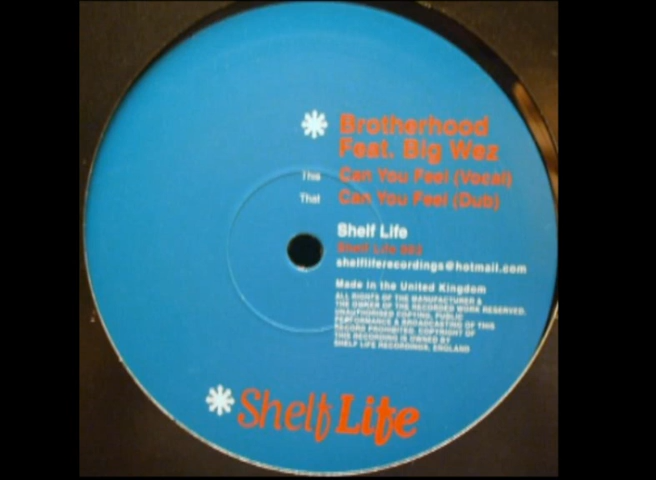 Brotherhood
Feat. Big Wez
This Can You Feel (Vocal)
That Can You Feel (Dub)
Shelf Life
Shelf Life
shelfliferecordings@hotmail.com
Made in the United Kingdom
ALL RIGHTS OF THE MANUFACTURER &
THE OWNER OF THE RECORDED WORK RESERVED.
UNAUTHORISED COPYING, PUBLIC
PERFORMANCE & BROADCASTING OF THIS
RECORD PROHIBITED. COPYRIGHT OF
THIS RECORDING IS OWNED BY
SHELF LIFE RECORDINGS, ENGLAND
Shelf Life